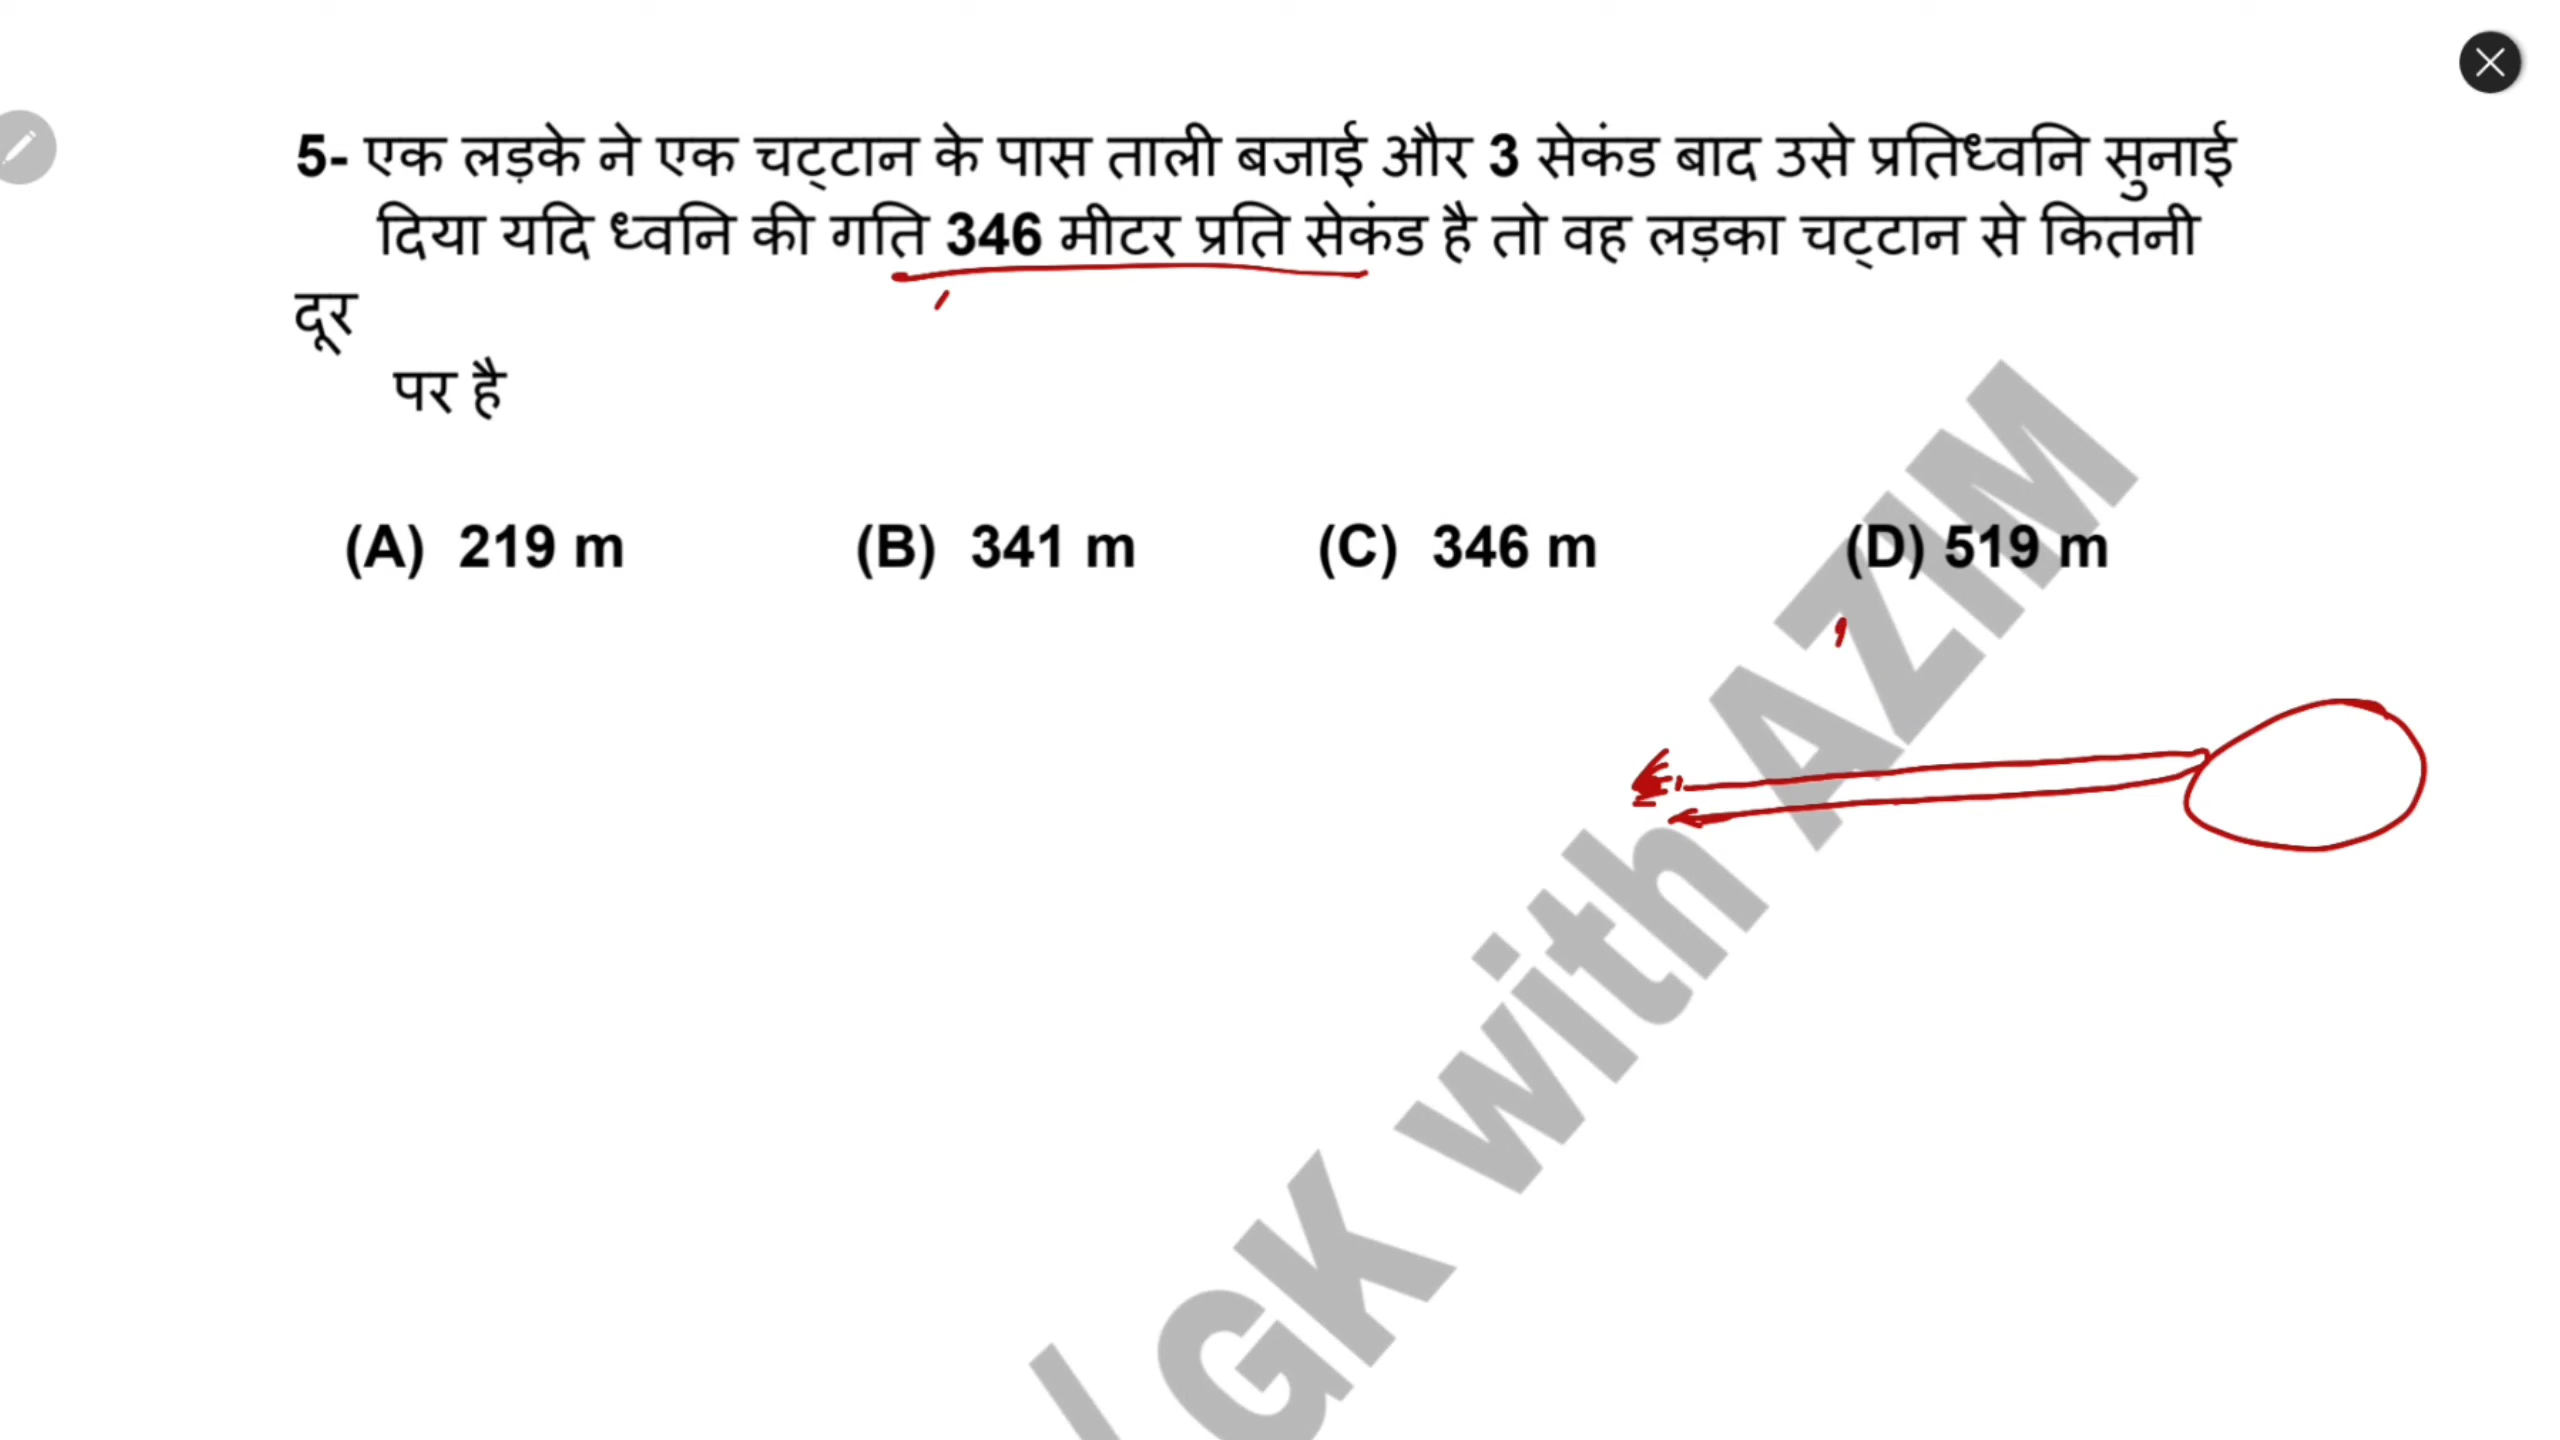 5- एक लड़के ने एक चट्टान के पास ताली बजाई और 3 सेकंड बाद उसे प्रतिध्वनि सुनाई
दिया यदि ध्वनि की गति 346 मीटर प्रति सेकंड है तो वह लड़का चट्टान से कितनी
दूर
पर है
(A) 219 m (B) 341 m (C) 346 m (D) 519 m
GK with AZIM